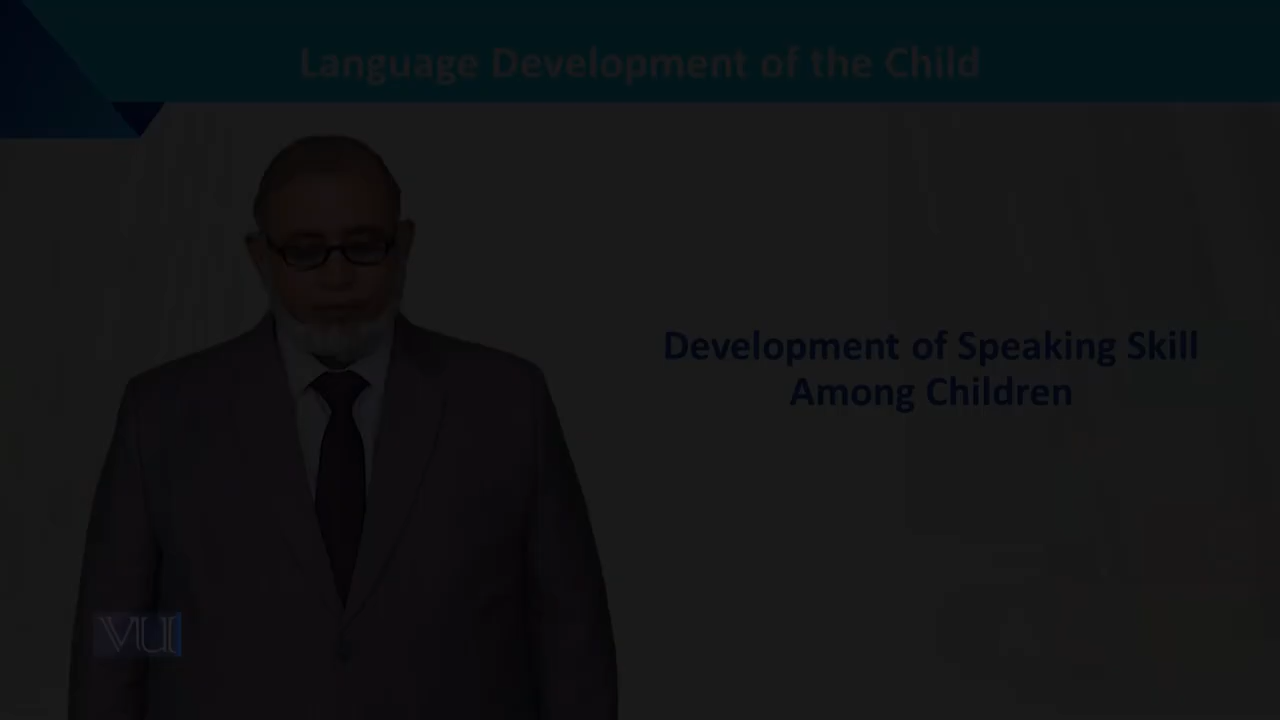 Language Development of the Child
Development of Speaking Skill
Among Children
VU